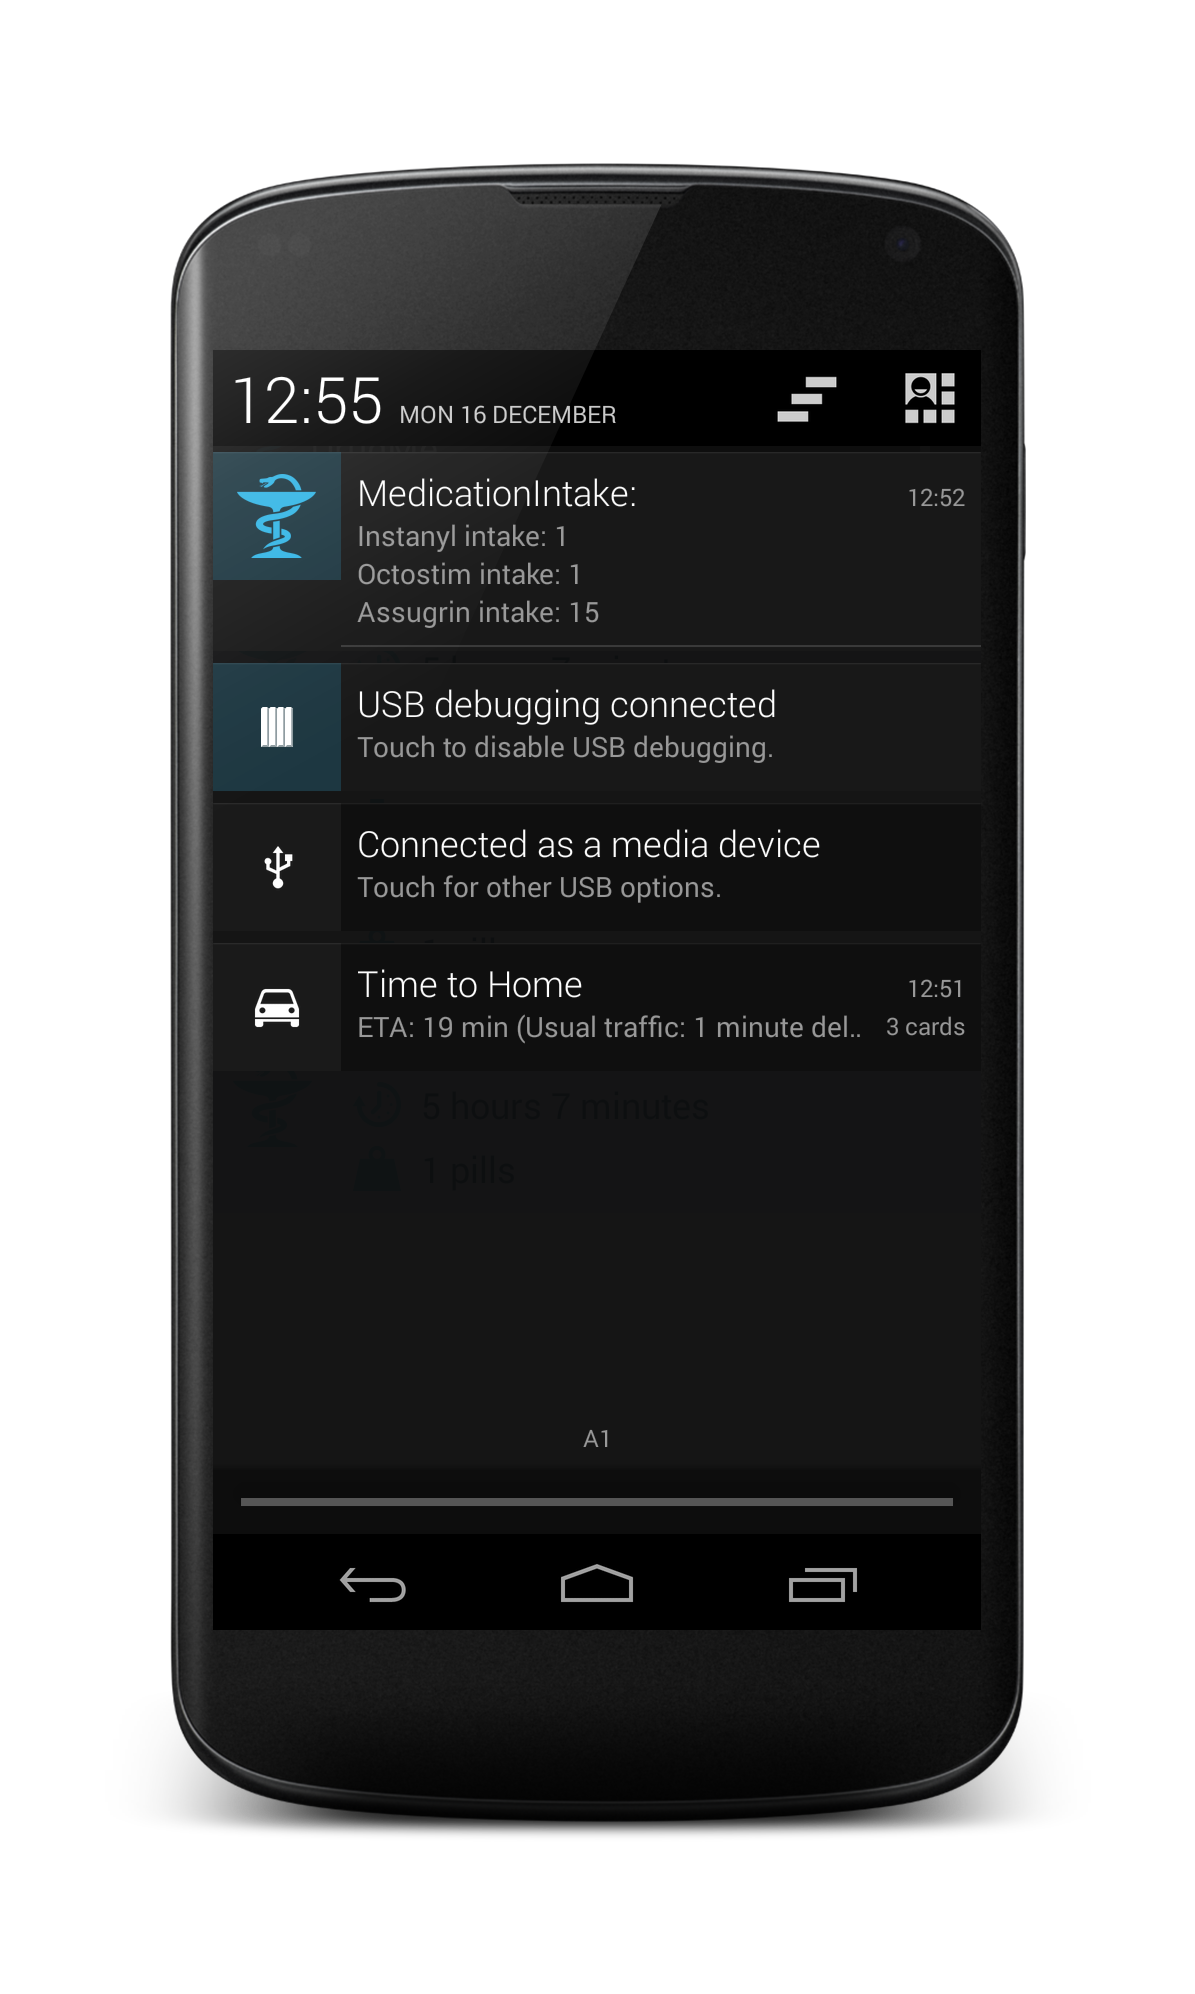 12:55 MON 16 DECEMBER
MedicationIntake: 12:52
Instanyl intake: 1
Octostim intake: 1
Assugrin intake: 15
USB debugging connected
Touch to disable USB debugging.
Connected as a media device
Touch for other USB options.
Time to Home 12:51
ETA: 19 min (Usual traffic: 1 minute del.. 3 cards
5 hours 7 minutes
1 pills
A1